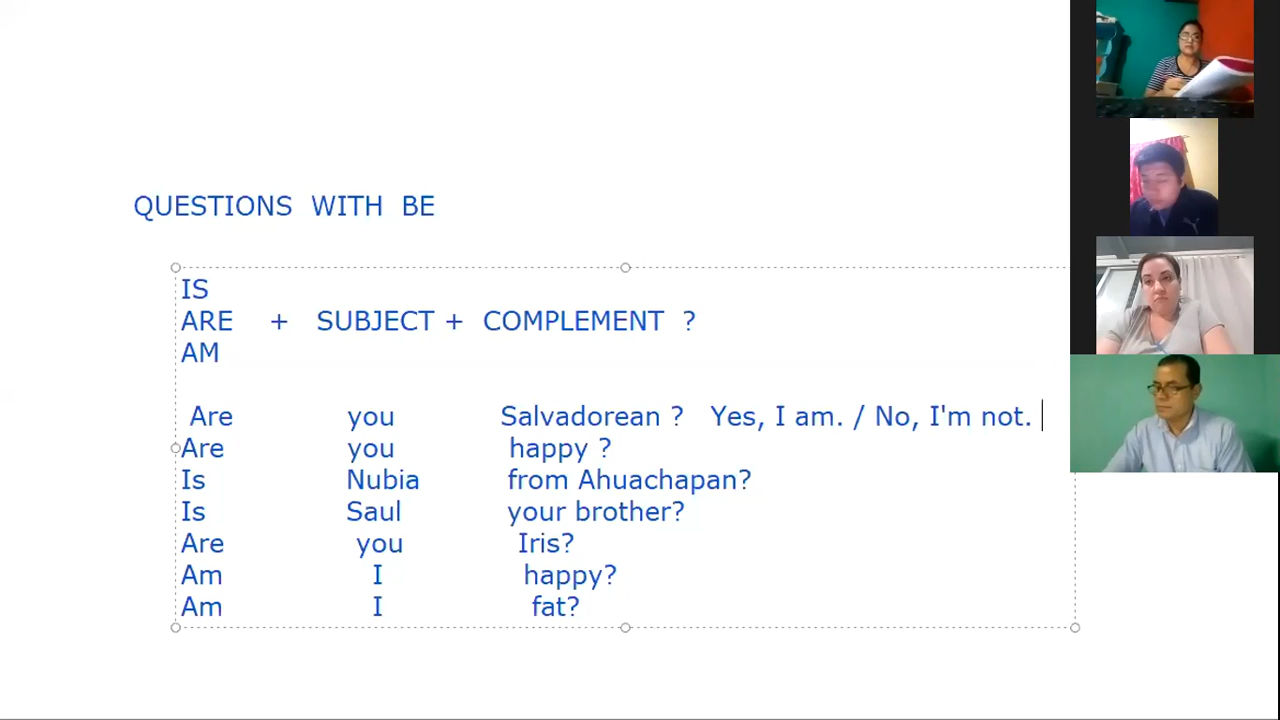 QUESTIONS WITH BE
IS
ARE + SUBJECT + COMPLEMENT ?
AM
Are you Salvadorean ? Yes, I am. / No, I'm not.
Are you happy ?
Is Nubia from Ahuachapan?
Is Saul your brother?
Are you Iris?
Am I happy?
Am I fat?